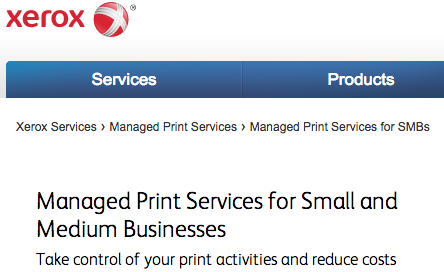 xerox ®
Services Products
Xerox Services › Managed Print Services › Managed Print Services for SMBs
Managed Print Services for Small and
Medium Businesses
Take control of your print activities and reduce costs